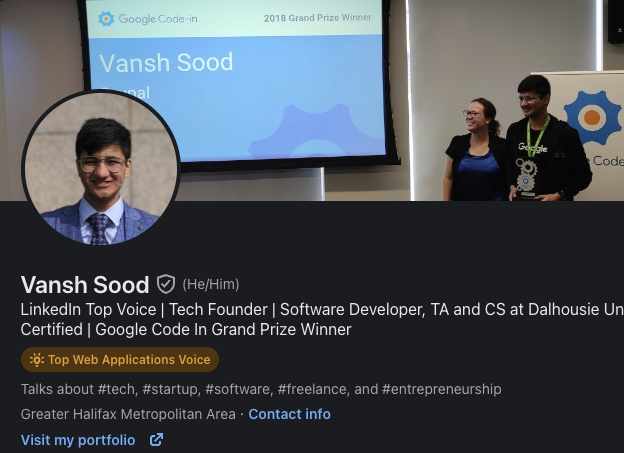 Google Code-in
2018 Grand Prize Winner
Vansh Sood
Google
Code
Vansh Sood (He/Him)
LinkedIn Top Voice | Tech Founder | Software Developer, TA and CS at Dalhousie Un
Certified | Google Code In Grand Prize Winner
Top Web Applications Voice
Talks about #tech, #startup, #software, #freelance, and #entrepreneurship
Greater Halifax Metropolitan Area · Contact info
Visit my portfolio